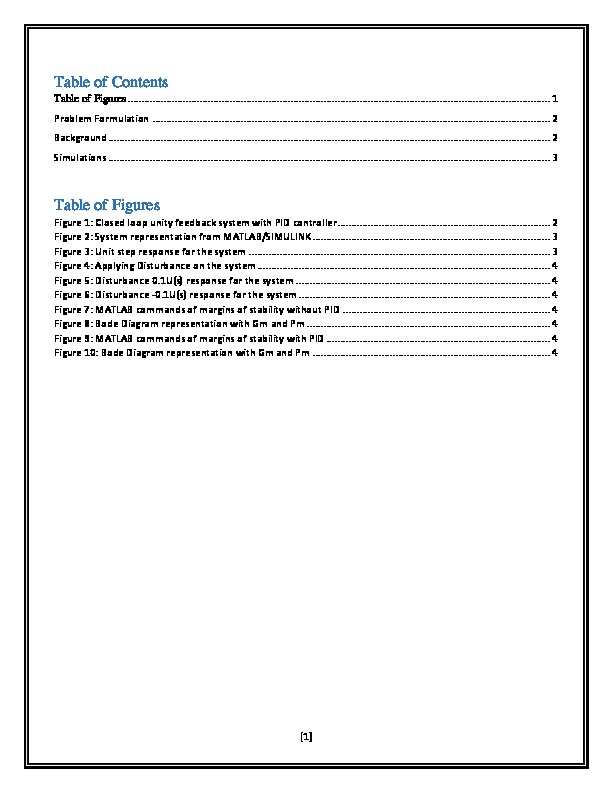 Table of Contents
Table of Figures 1
Problem Formulation 2
Background 2
Simulations 3
Table of Figures
Figure 1: Closed loop unity feedback system with PID controller 2
Figure 2: System representation from MATLAB/SIMULINK 3
Figure 3: Unit step response for the system 3
Figure 4: Applying Disturbance on the system 4
Figure 5: Disturbance 0.1U(s) response for the system 4
Figure 6: Disturbance -0.1U(s) response for the system 4
Figure 7: MATLAB commands of margins of stability without PID 4
Figure 8: Bode Diagram representation with Gm and Pm 4
Figure 9: MATLAB commands of margins of stability with PID 4
Figure 10: Bode Diagram representation with Gm and Pm 4
[1]